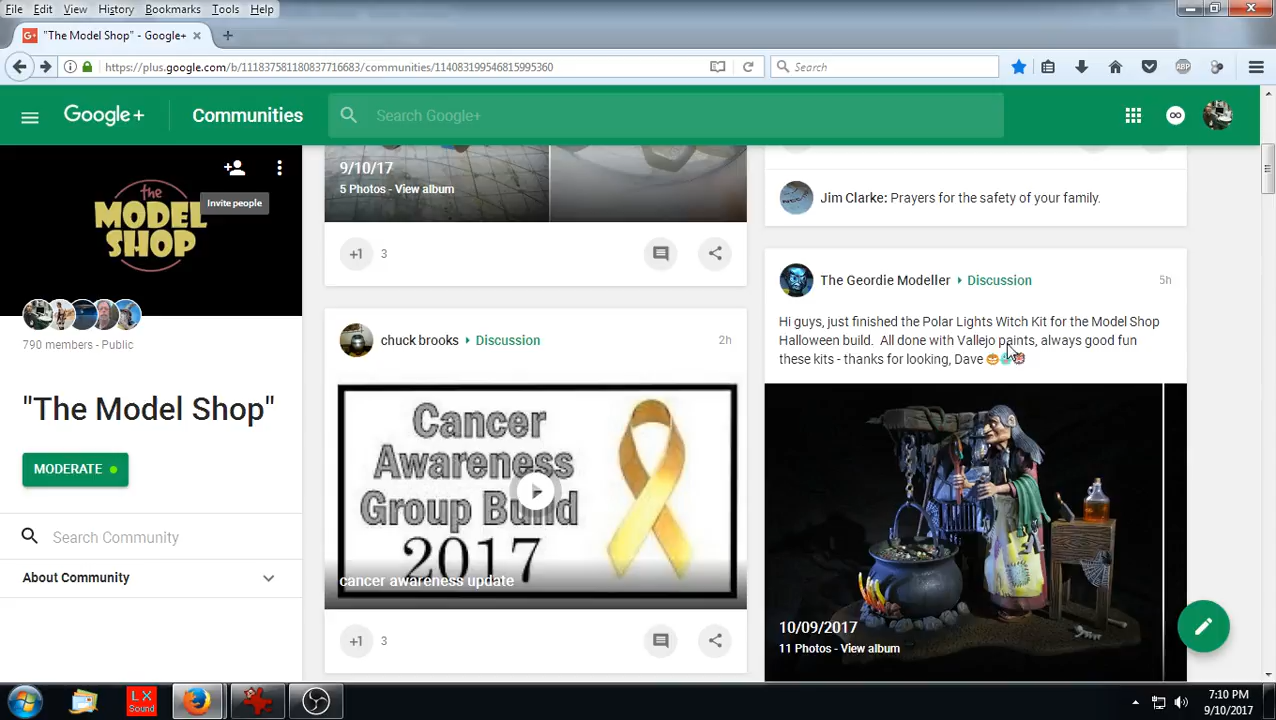 File Edit View History Bookmarks Tools Help
"The Model Shop" - Google+
https://plus.google.com/b/111837581180837716683/communities/114083199546815995360
Search
ABP
Google+ Communities Search Google+
Invite people
the
MODEL
SHOP
790 members - Public
"The Model Shop"
MODERATE
Search Community
About Community
9/10/17
5 Photos - View album
+1 3
chuck brooks Discussion 2h
Cancer
Awareness
Group Build
2017
cancer awareness update
+1 3
Jim Clarke: Prayers for the safety of your family.
The Geordie Modeller Discussion 5h
Hi guys, just finished the Polar Lights Witch Kit for the Model Shop
Halloween build. All done with Vallejo paints, always good fun
these kits - thanks for looking, Dave
10/09/2017
11 Photos - View album
LX
Sound
7:10 PM
9/10/2017